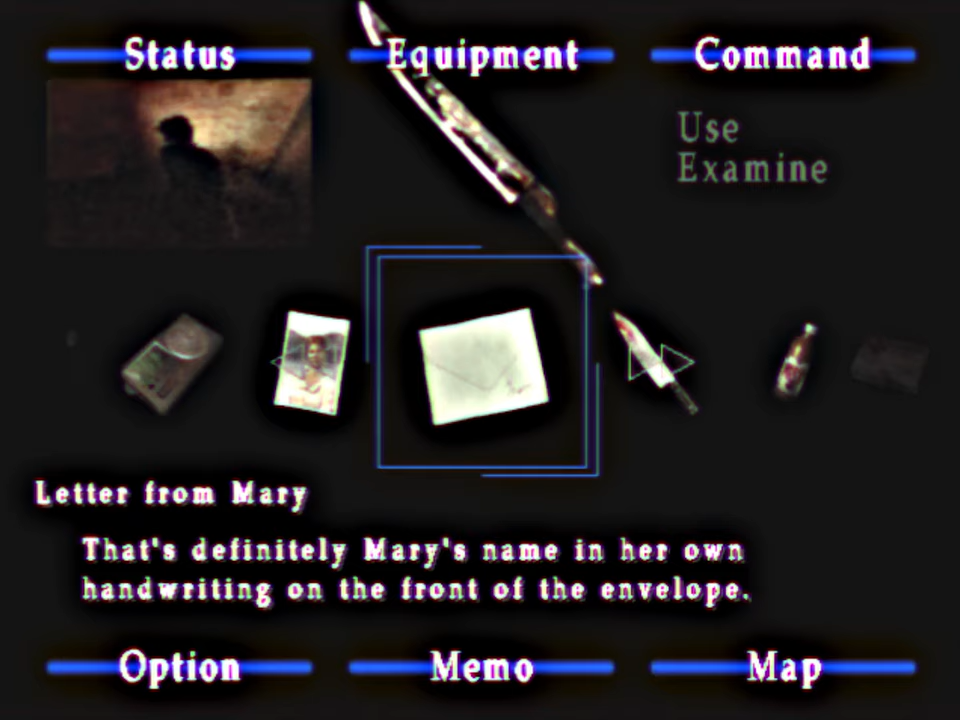 Status Equipment Command
Use
Examine
Letter from Mary
That's definitely Mary's name in her own
handwriting on the front of the envelope.
Option Memo Map